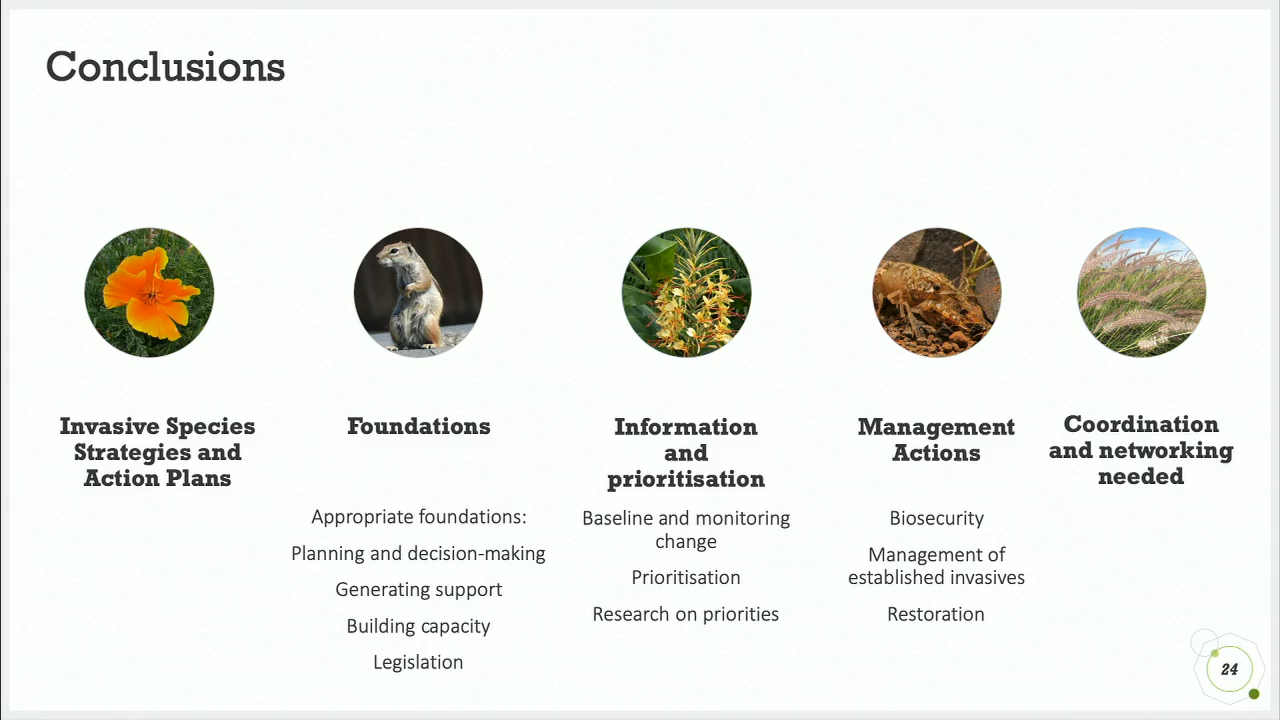 Conclusions
Invasive Species
Strategies and
Action Plans
Foundations
Appropriate foundations:
Planning and decision-making
Generating support
Building capacity
Legislation
Information
and
prioritisation
Baseline and monitoring
change
Prioritisation
Research on priorities
Management
Actions
Biosecurity
Management of
established invasives
Restoration
Coordination
and networking
needed
24